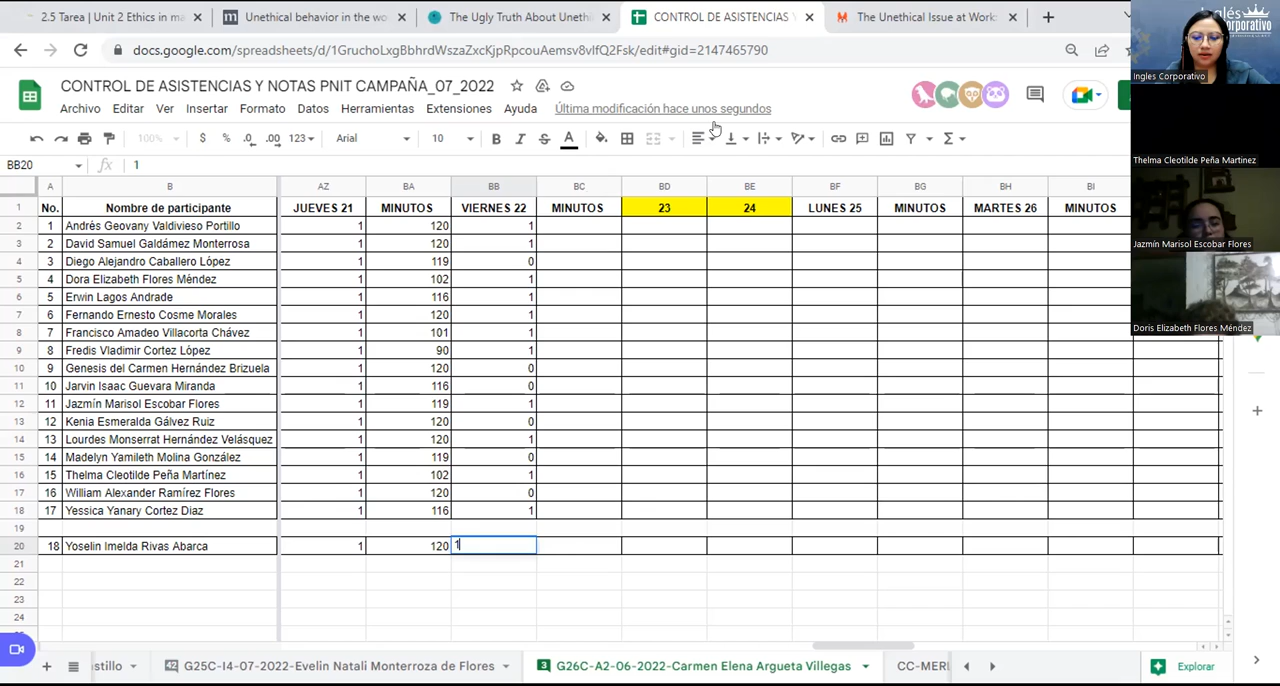 2.5 Tarea | Unit 2 Ethics in ma × Unethical behavior in the wo × The Ugly Truth About Unethi × CONTROL DE ASISTENCIAS Y × The Unethical Issue at Work ×
docs.google.com/spreadsheets/d/1GruchoLxgBbhrdWszaZxcKjpRpcouAemsv8vlfQ2Fsk/edit#gid=2147465790
CONTROL DE ASISTENCIAS Y NOTAS PNIT CAMPAÑA_07_2022
Archivo Editar Ver Insertar Formato Datos Herramientas Extensiones Ayuda Última modificación hace unos segundos
100% $ % .0 .00 123 Arial 10 B I S A
BB20 fx 1
A B AZ BA BB BC BD BE BF BG BH BI
1 No. Nombre de participante JUEVES 21 MINUTOS VIERNES 22 MINUTOS 23 24 LUNES 25 MINUTOS MARTES 26 MINUTOS
2 1 Andrés Geovany Valdivieso Portillo 1 120 1
3 2 David Samuel Galdámez Monterrosa 1 120 1
4 3 Diego Alejandro Caballero López 1 119 0
5 4 Dora Elizabeth Flores Méndez 1 102 1
6 5 Erwin Lagos Andrade 1 116 1
7 6 Fernando Ernesto Cosme Morales 1 120 1
8 7 Francisco Amadeo Villacorta Chávez 1 101 1
9 8 Fredis Vladimir Cortez López 1 90 1
10 9 Genesis del Carmen Hernández Brizuela 1 120 0
11 10 Jarvin Isaac Guevara Miranda 1 116 0
12 11 Jazmín Marisol Escobar Flores 1 119 1
13 12 Kenia Esmeralda Gálvez Ruiz 1 120 0
14 13 Lourdes Monserrat Hernández Velásquez 1 120 1
15 14 Madelyn Yamileth Molina González 1 119 0
16 15 Thelma Cleotilde Peña Martínez 1 102 1
17 16 William Alexander Ramírez Flores 1 120 0
18 17 Yessica Yanary Cortez Diaz 1 116 1
19
20 18 Yoselin Imelda Rivas Abarca 1 120 1
21
22
23
24
stillo 42 G25C-I4-07-2022-Evelin Natali Monterroza de Flores 3 G26C-A2-06-2022-Carmen Elena Argueta Villegas CC-MERI Explorar
Inglés
Corporativo
Ingles Corporativo
Thelma Cleotilde Peña Martinez
Jazmín Marisol Escobar Flores
Doris Elizabeth Flores Méndez